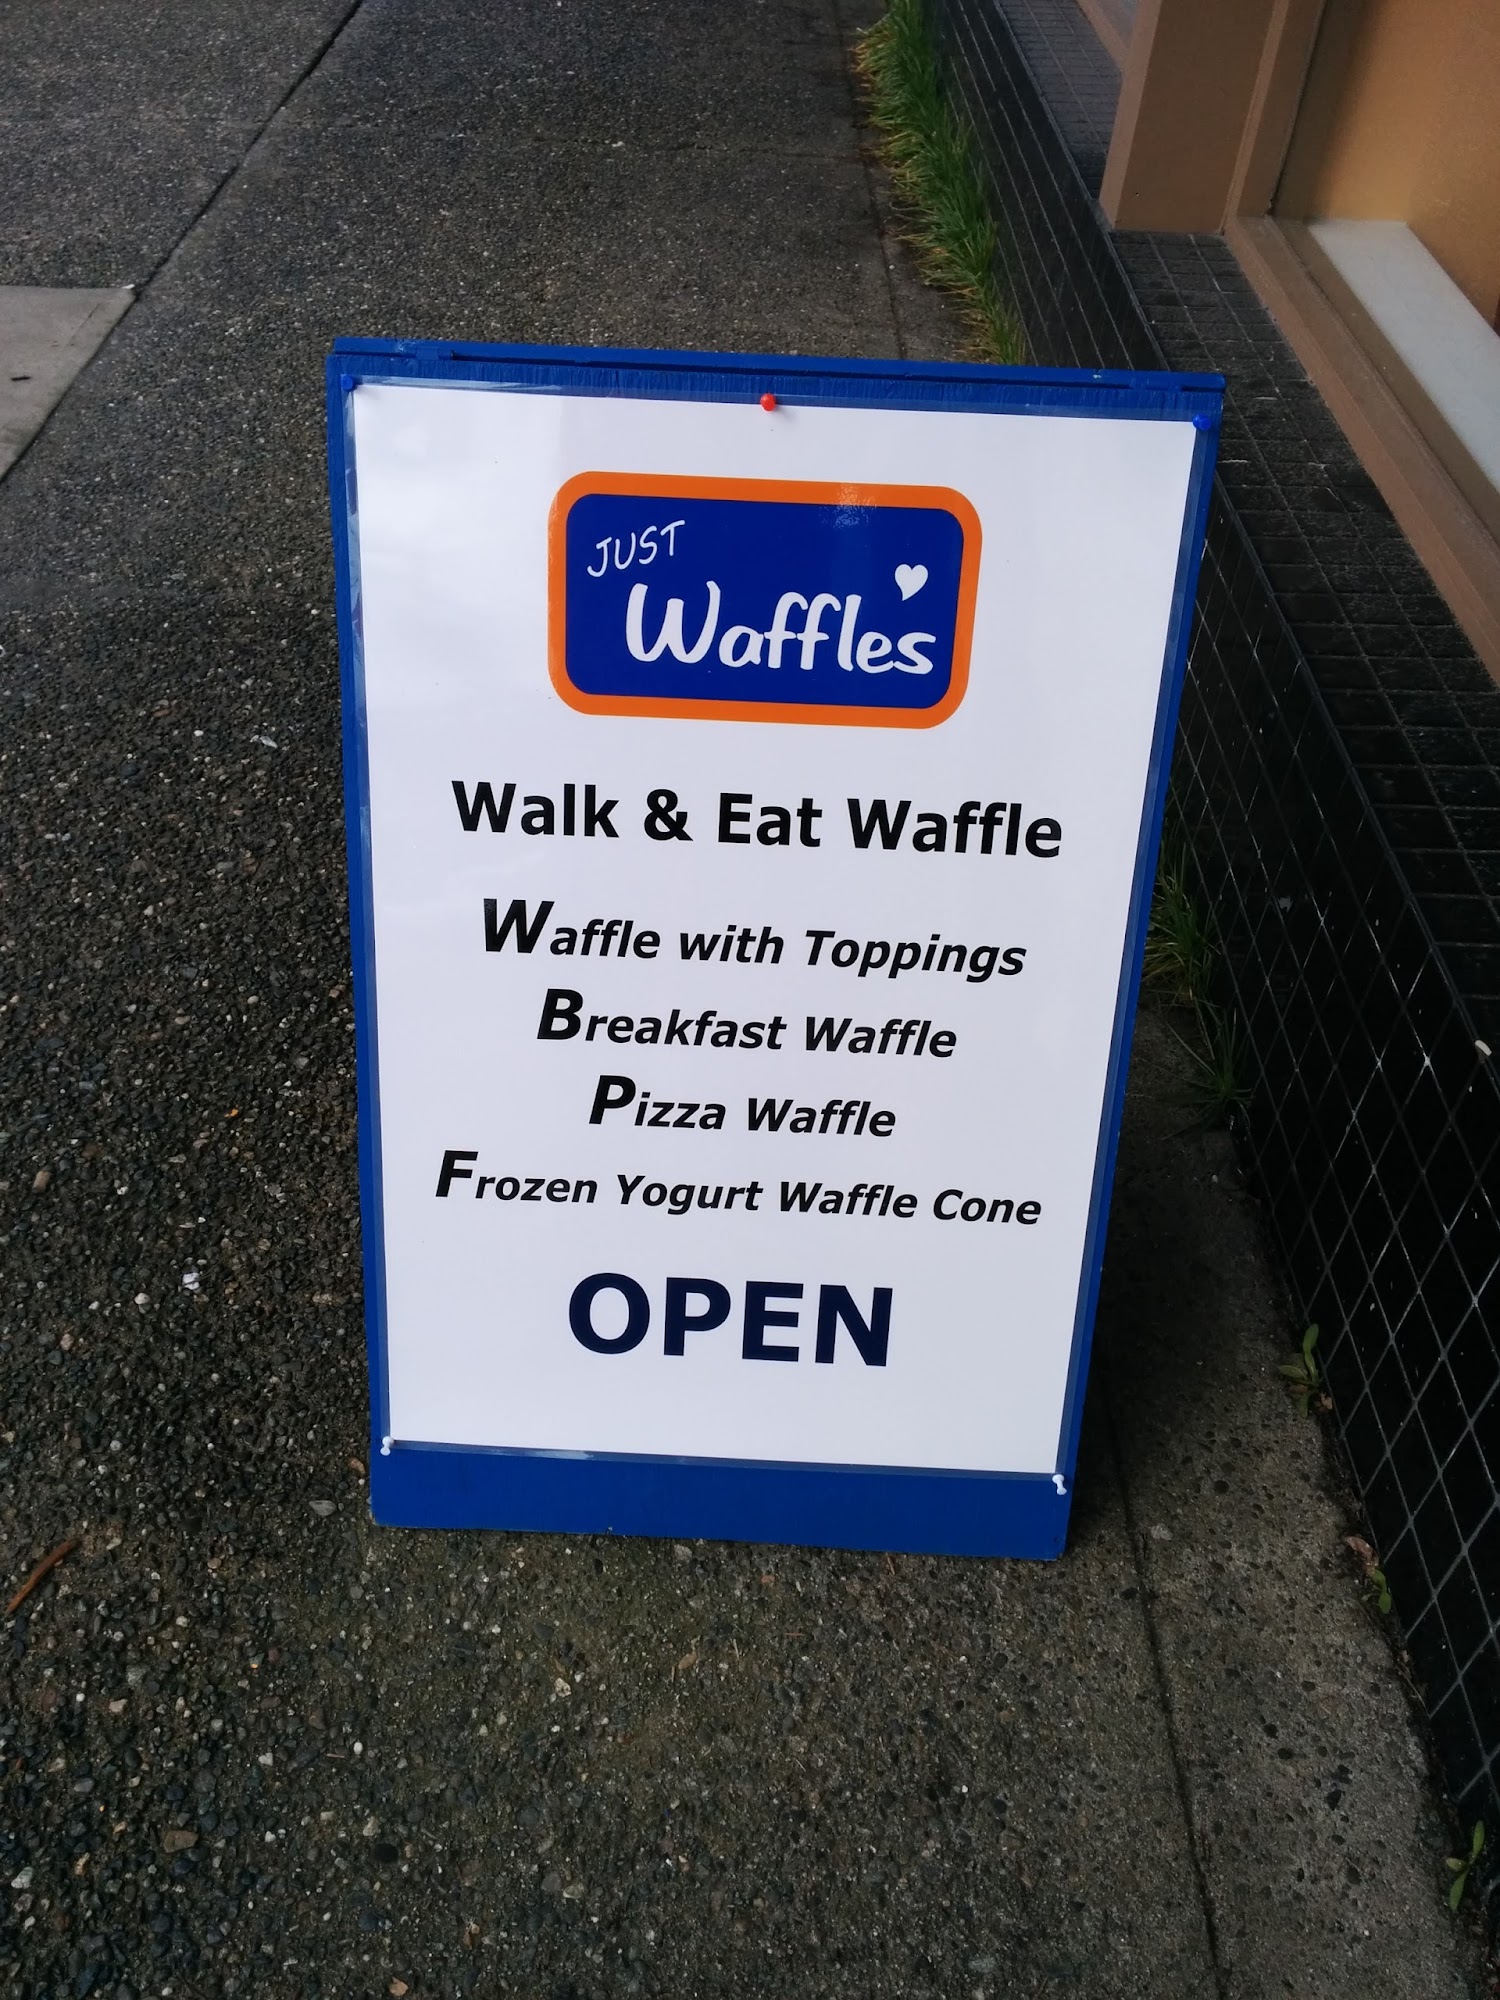 JUST
Waffles
Walk & Eat Waffle
Waffle with Toppings
Breakfast Waffle
Pizza Waffle
Frozen Yogurt Waffle Cone
OPEN